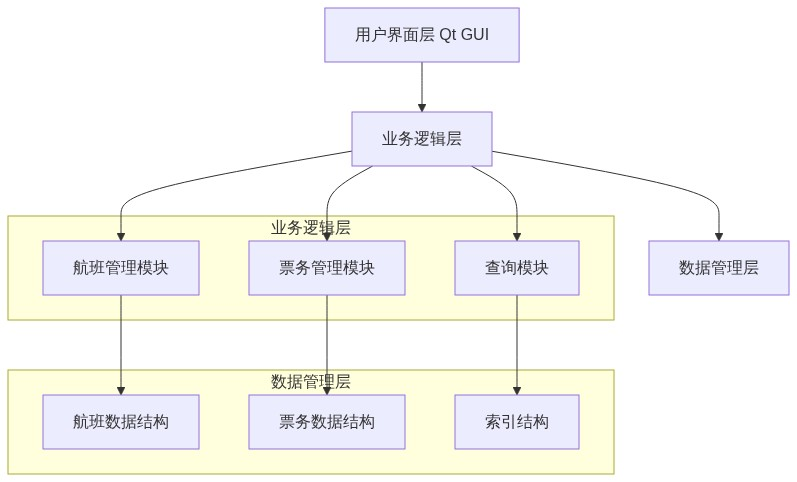 用户界面层 Qt GUI
业务逻辑层
业务逻辑层
航班管理模块
票务管理模块
查询模块
数据管理层
数据管理层
航班数据结构
票务数据结构
索引结构